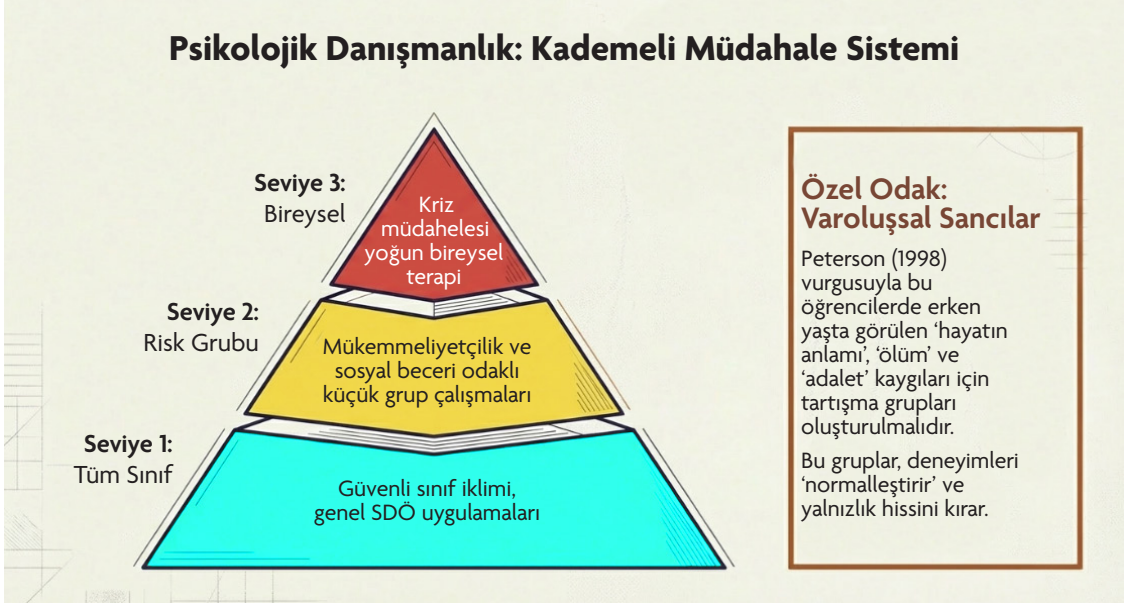 Psikolojik Danışmanlık: Kademeli Müdahale Sistemi
Seviye 3:
Bireysel
Kriz
müdahelesi
yoğun bireysel
terapi
Seviye 2:
Risk Grubu
Mükemmeliyetçilik ve
sosyal beceri odaklı
küçük grup çalışmaları
Seviye 1:
Tüm Sınıf
Güvenli sınıf iklimi,
genel SDÖ uygulamaları
Özel Odak:
Varoluşsal Sancılar
Peterson (1998)
vurgusuyla bu
öğrencilerde erken
yaşta görülen ‘hayatın
anlamı’, ‘ölüm’ ve
‘adalet’ kaygıları için
tartışma grupları
oluşturulmalıdır.
Bu gruplar, deneyimleri
‘normalleştirir’ ve
yalnızlık hissini kırar.